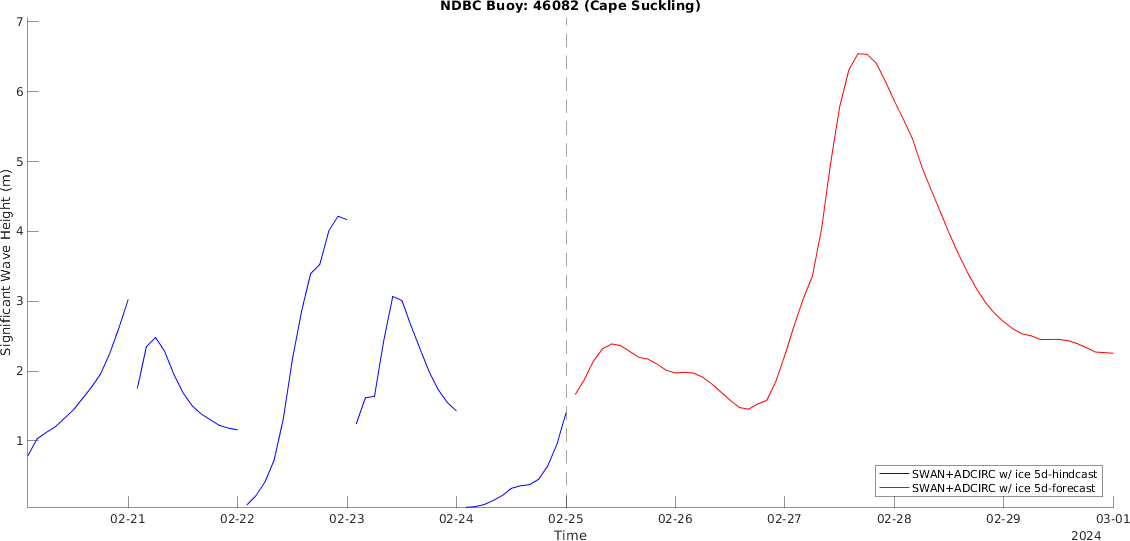 NDBC Buoy: 46082 (Cape Suckling)
7
6
5
4
3
2
1
Significant Wave Height (m)
SWAN+ADCIRC w/ ice 5d-hindcast
SWAN+ADCIRC w/ ice 5d-forecast
02-21 02-22 02-23 02-24 02-25 02-26 02-27 02-28 02-29 03-01
Time
2024